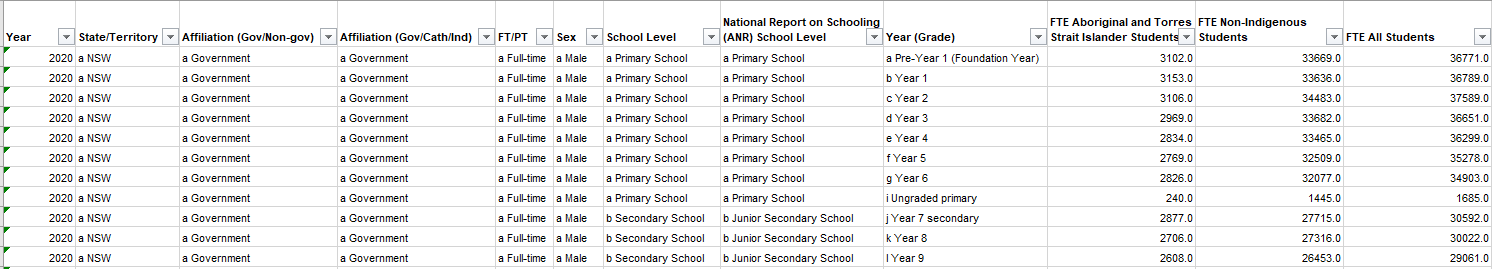 National Report on Schooling FTE Aboriginal and Torres FTE Non-Indigenous
Year State/Territory Affiliation (Gov/Non-gov) Affiliation (Gov/Cath/Ind) FT/PT Sex School Level (ANR) School Level Year (Grade) Strait Islander Students Students FTE All Students
2020 a NSW a Government a Government a Full-time a Male a Primary School a Primary School a Pre-Year 1 (Foundation Year) 3102.0 33669.0 36771.0
2020 a NSW a Government a Government a Full-time a Male a Primary School a Primary School b Year 1 3153.0 33636.0 36789.0
2020 a NSW a Government a Government a Full-time a Male a Primary School a Primary School c Year 2 3106.0 34483.0 37589.0
2020 a NSW a Government a Government a Full-time a Male a Primary School a Primary School d Year 3 2969.0 33682.0 36651.0
2020 a NSW a Government a Government a Full-time a Male a Primary School a Primary School e Year 4 2834.0 33465.0 36299.0
2020 a NSW a Government a Government a Full-time a Male a Primary School a Primary School f Year 5 2769.0 32509.0 35278.0
2020 a NSW a Government a Government a Full-time a Male a Primary School a Primary School g Year 6 2826.0 32077.0 34903.0
2020 a NSW a Government a Government a Full-time a Male a Primary School a Primary School i Ungraded primary 240.0 1445.0 1685.0
2020 a NSW a Government a Government a Full-time a Male b Secondary School b Junior Secondary School j Year 7 secondary 2877.0 27715.0 30592.0
2020 a NSW a Government a Government a Full-time a Male b Secondary School b Junior Secondary School k Year 8 2706.0 27316.0 30022.0
2020 a NSW a Government a Government a Full-time a Male b Secondary School b Junior Secondary School l Year 9 2608.0 26453.0 29061.0